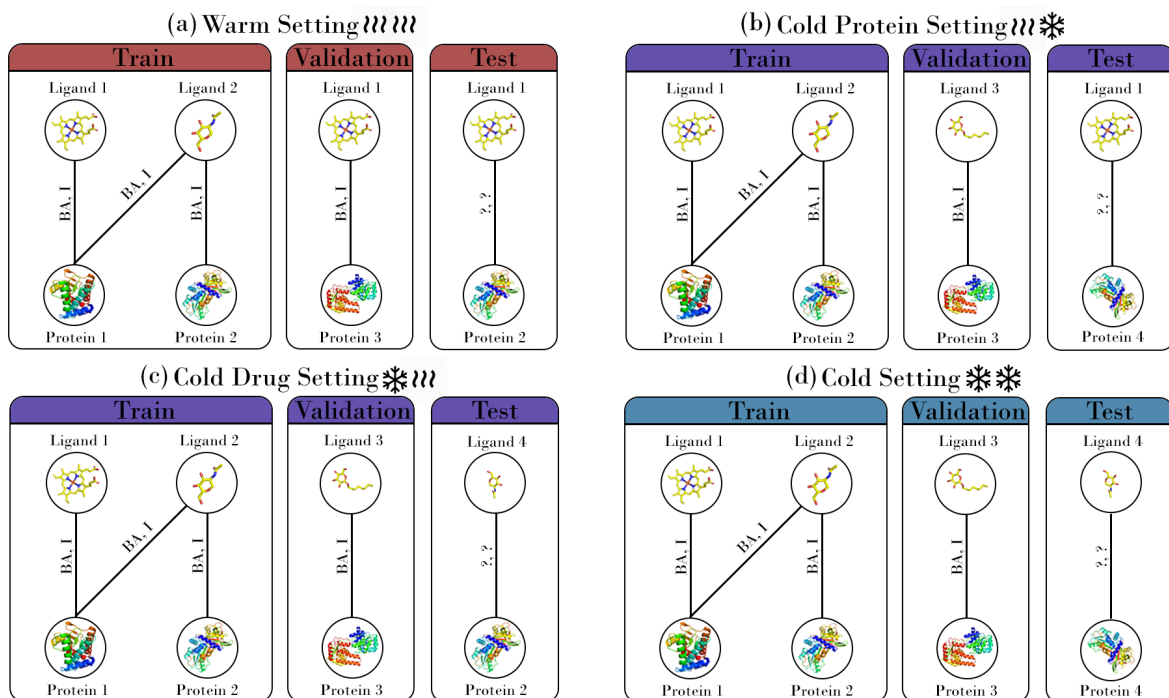 (a) Warm Setting
Train
Validation
Test
Ligand 1
Ligand 2
Ligand 1
Ligand 1
BA, I
BA, I
BA, I
BA, I
?, ?
Protein 1
Protein 2
Protein 3
Protein 2
(b) Cold Protein Setting
Train
Validation
Test
Ligand 1
Ligand 2
Ligand 3
Ligand 1
BA, I
BA, I
BA, I
BA, I
?, ?
Protein 1
Protein 2
Protein 3
Protein 4
(c) Cold Drug Setting
Train
Validation
Test
Ligand 1
Ligand 2
Ligand 3
Ligand 4
BA, I
BA, I
BA, I
BA, I
?, ?
Protein 1
Protein 2
Protein 3
Protein 2
(d) Cold Setting
Train
Validation
Test
Ligand 1
Ligand 2
Ligand 3
Ligand 4
BA, I
BA, I
BA, I
BA, I
?, ?
Protein 1
Protein 2
Protein 3
Protein 4